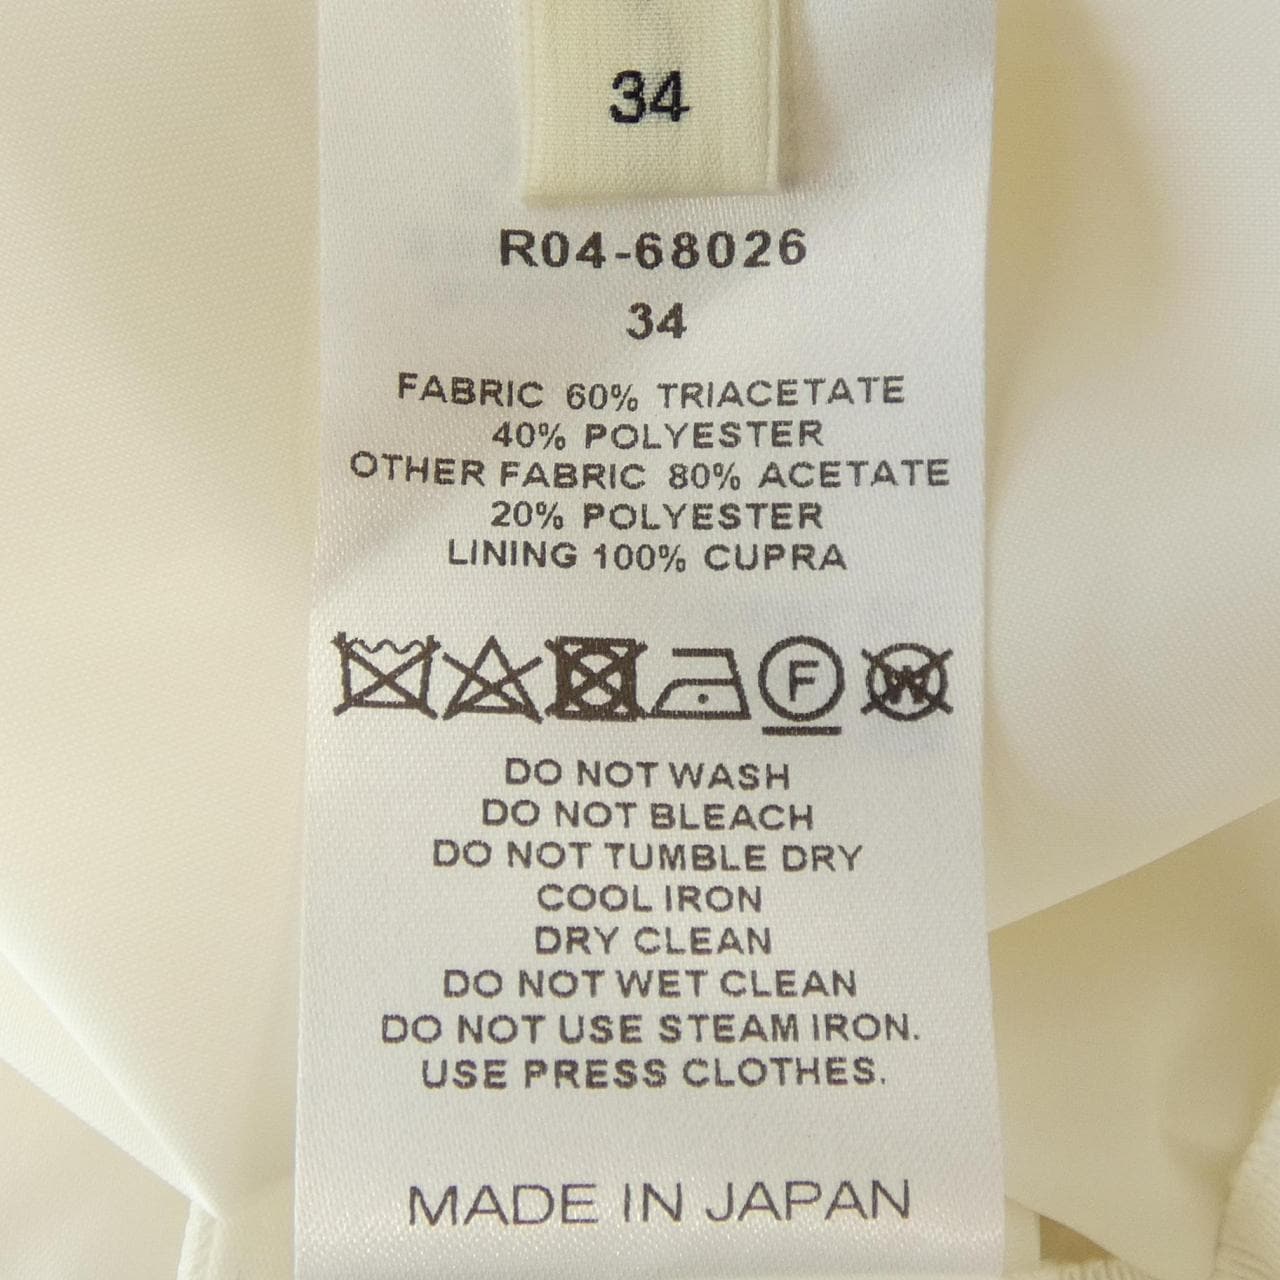 34
R04-68026
34
FABRIC 60% TRIACETATE
40% POLYESTER
OTHER FABRIC 80% ACETATE
20% POLYESTER
LINING 100% CUPRA
F W
DO NOT WASH
DO NOT BLEACH
DO NOT TUMBLE DRY
COOL IRON
DRY CLEAN
DO NOT WET CLEAN
DO NOT USE STEAM IRON.
USE PRESS CLOTHES.
MADE IN JAPAN